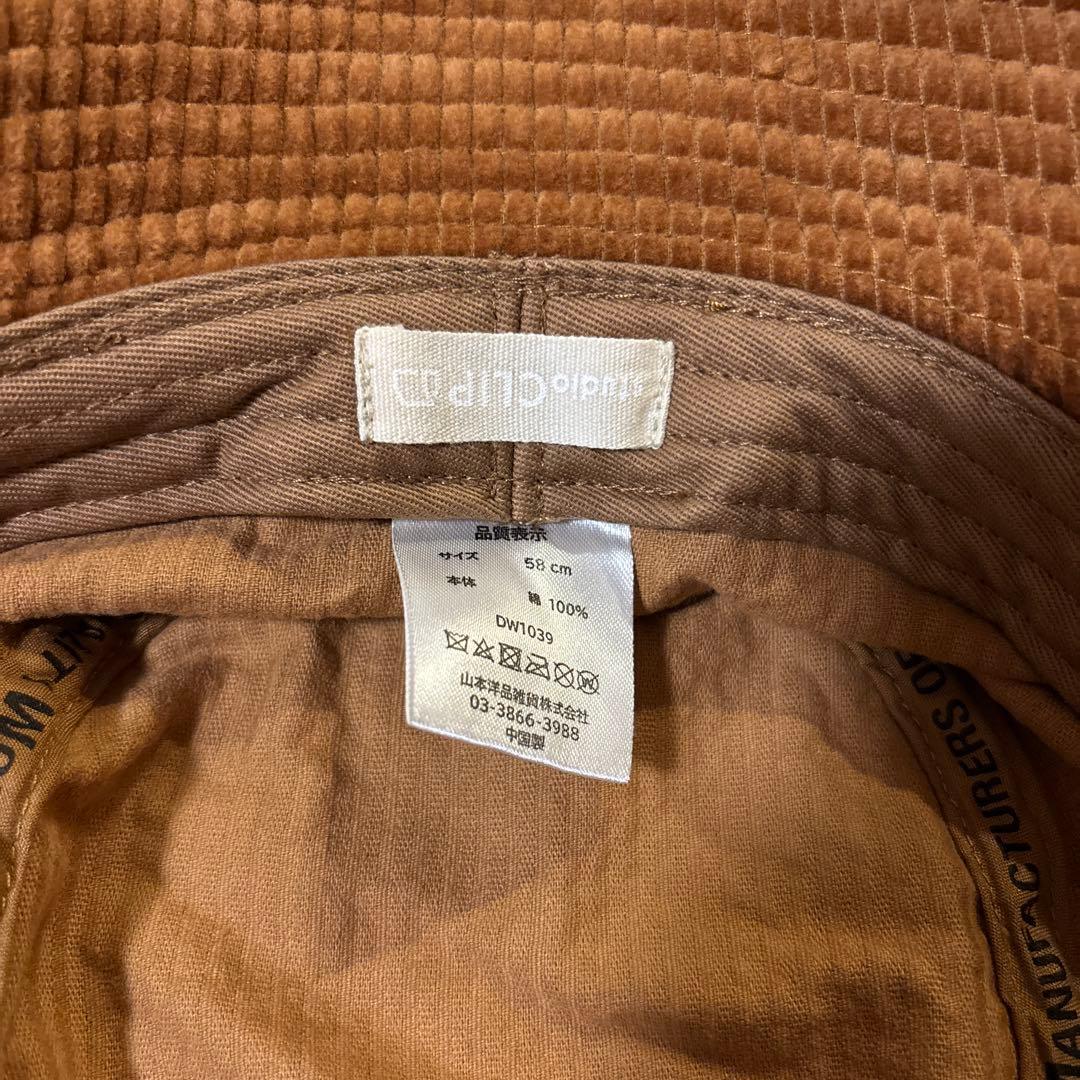 studio CLIP
品質表示
サイズ 58 cm
本体 綿 100%
DW1039
W
山本洋品雑貨株式会社
03-3866-3988
中国製
MANUFACTURERS OF